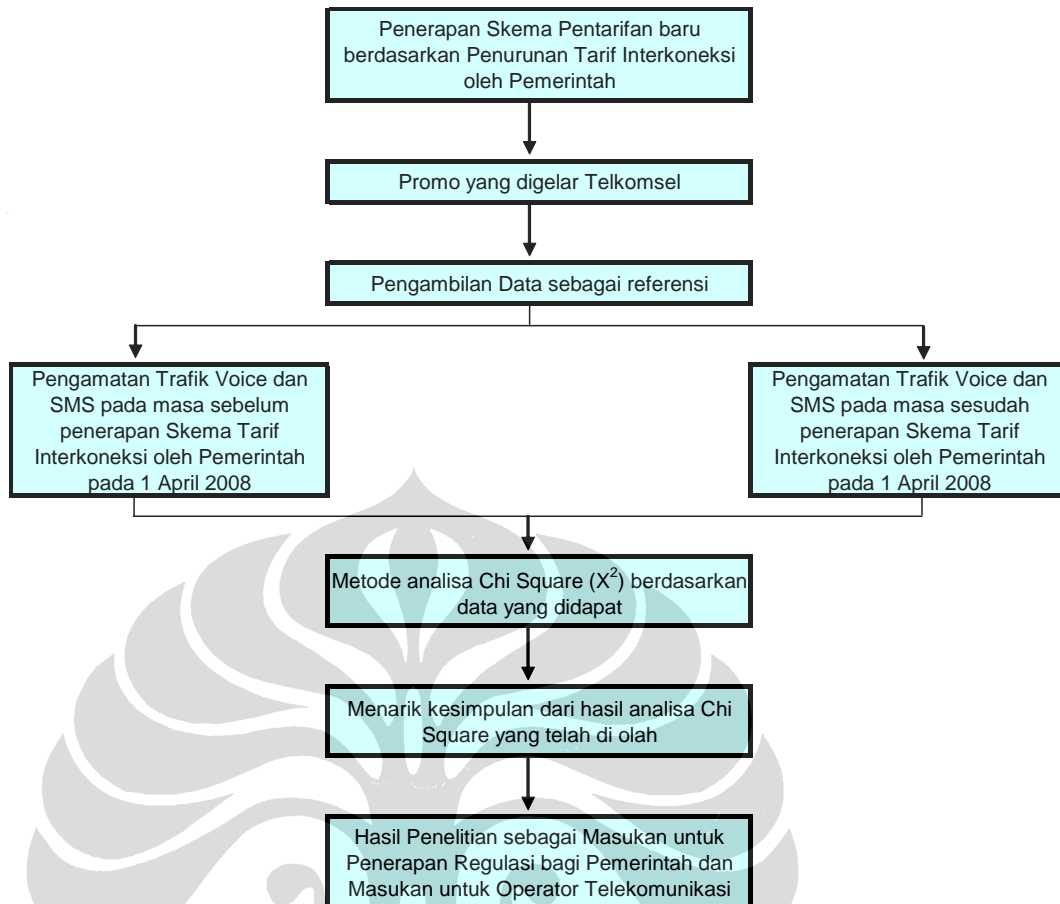 Penerapan Skema Pentarifan baru
berdasarkan Penurunan Tarif Interkoneksi
oleh Pemerintah
Promo yang digelar Telkomsel
Pengambilan Data sebagai referensi
Pengamatan Trafik Voice dan
SMS pada masa sebelum
penerapan Skema Tarif
Interkoneksi oleh Pemerintah
pada 1 April 2008
Pengamatan Trafik Voice dan
SMS pada masa sesudah
penerapan Skema Tarif
Interkoneksi oleh Pemerintah
pada 1 April 2008
Metode analisa Chi Square (X²) berdasarkan
data yang didapat
Menarik kesimpulan dari hasil analisa Chi
Square yang telah di olah
Hasil Penelitian sebagai Masukan untuk
Penerapan Regulasi bagi Pemerintah dan
Masukan untuk Operator Telekomunikasi